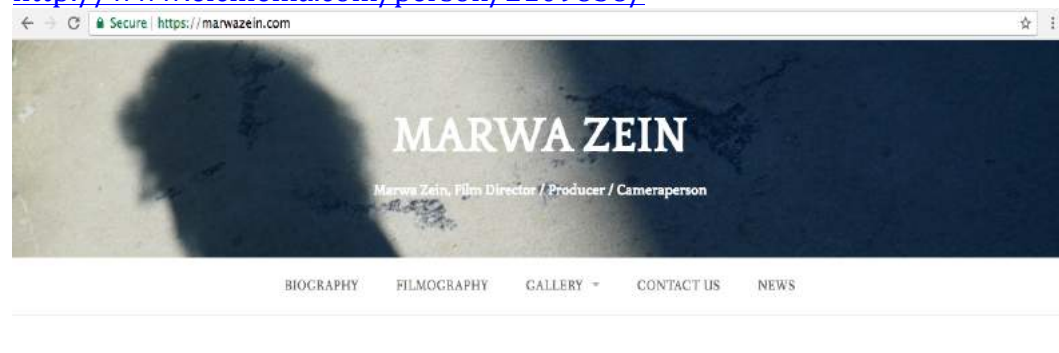 Secure https://marwazein.com
MARWA ZEIN
Marwa Zein, Film Director / Producer / Cameraperson
BIOGRAPHY FILMOGRAPHY GALLERY CONTACT US NEWS